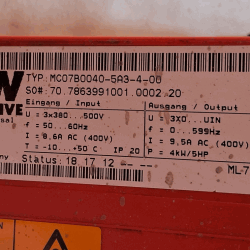 W
IVE
rsal
TYP: MC07B0040-5A3-4-00
SO#: 70.7863991001.0002.20
Eingang / Input
Ausgang / Output
U = 3x380...500V
U = 3X0...UIN
f = 50...60Hz
f = 0...599Hz
I = 8.6A AC (400V)
I = 9.5A AC (400V)
T = -10...+50 C IP 20
P = 4kW/5HP
Status: 18 17 12 -- --
ML-7